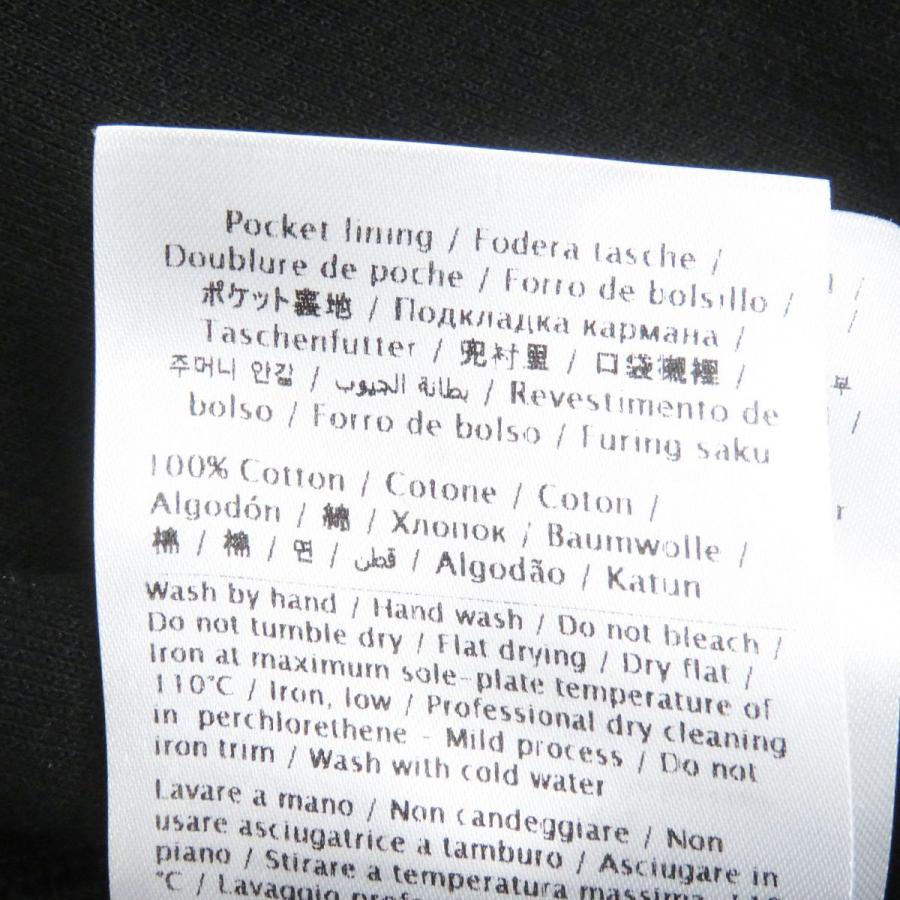 Pocket lining / Fodera tasche /
Doublure de poche / Forro de bolsillo /
ポケット裏地 / Подкладка кармана /
Taschenfutter / 兜衬里 / 口袋襯裡 /
주머니 안감 / بطانة الجيوب / Revestimento de
bolso / Forro de bolso / Furing saku
100% Cotton / Cotone / Coton /
Algodón / 綿 / Хлопок / Baumwolle /
棉 / 棉 / 면 / قطن / Algodão / Katun
Wash by hand / Hand wash / Do not bleach /
Do not tumble dry / Flat drying / Dry flat /
Iron at maximum sole-plate temperature of
110°C / Iron, low / Professional dry cleaning
in perchlorethene - Mild process / Do not
iron trim / Wash with cold water
Lavare a mano / Non candeggiare / Non
usare asciugatrice a tamburo / Asciugare in
piano / Stirare a temperatura massima
°C / Lavaggio
부
r